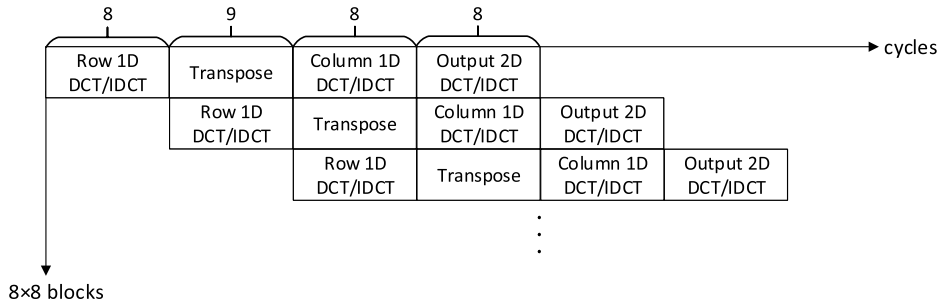 8 9 8 8
cycles
Row 1D
DCT/IDCT
Transpose
Column 1D
DCT/IDCT
Output 2D
DCT/IDCT
Row 1D
DCT/IDCT
Transpose
Column 1D
DCT/IDCT
Output 2D
DCT/IDCT
Row 1D
DCT/IDCT
Transpose
Column 1D
DCT/IDCT
Output 2D
DCT/IDCT
8×8 blocks